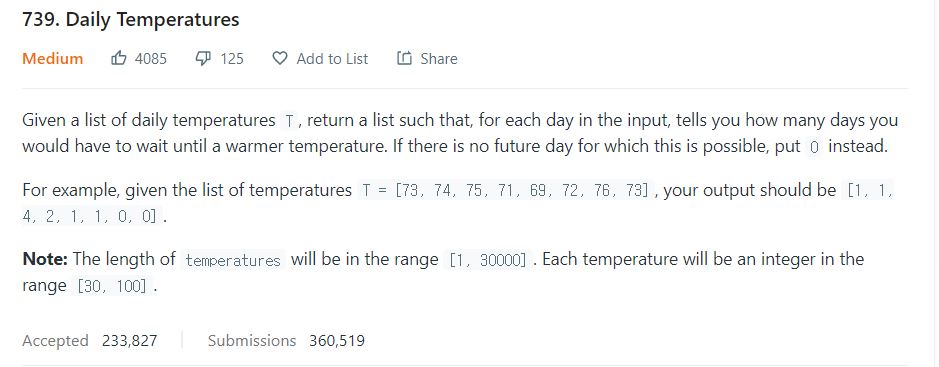 739. Daily Temperatures
Medium 4085 125 Add to List Share
Given a list of daily temperatures T, return a list such that, for each day in the input, tells you how many days you
would have to wait until a warmer temperature. If there is no future day for which this is possible, put 0 instead.
For example, given the list of temperatures T = [73, 74, 75, 71, 69, 72, 76, 73], your output should be [1, 1,
4, 2, 1, 1, 0, 0].
Note: The length of temperatures will be in the range [1, 30000]. Each temperature will be an integer in the
range [30, 100].
Accepted 233,827 Submissions 360,519